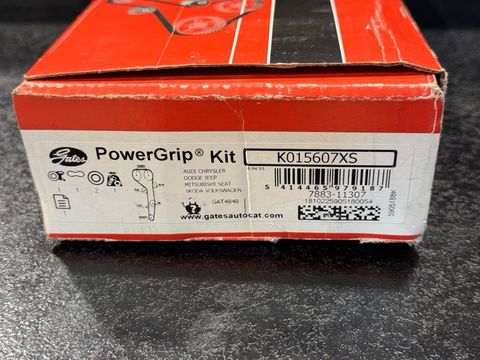 Gates
PowerGrip® Kit
K015607XS
AUDI CHRYSLER
DODGE JEEP
MITSUBISHI SEAT
SKODA VOLKSWAGEN
GAT4840
www.gatesautocat.com
5 414465 979187
7883-11307
1810225905180054